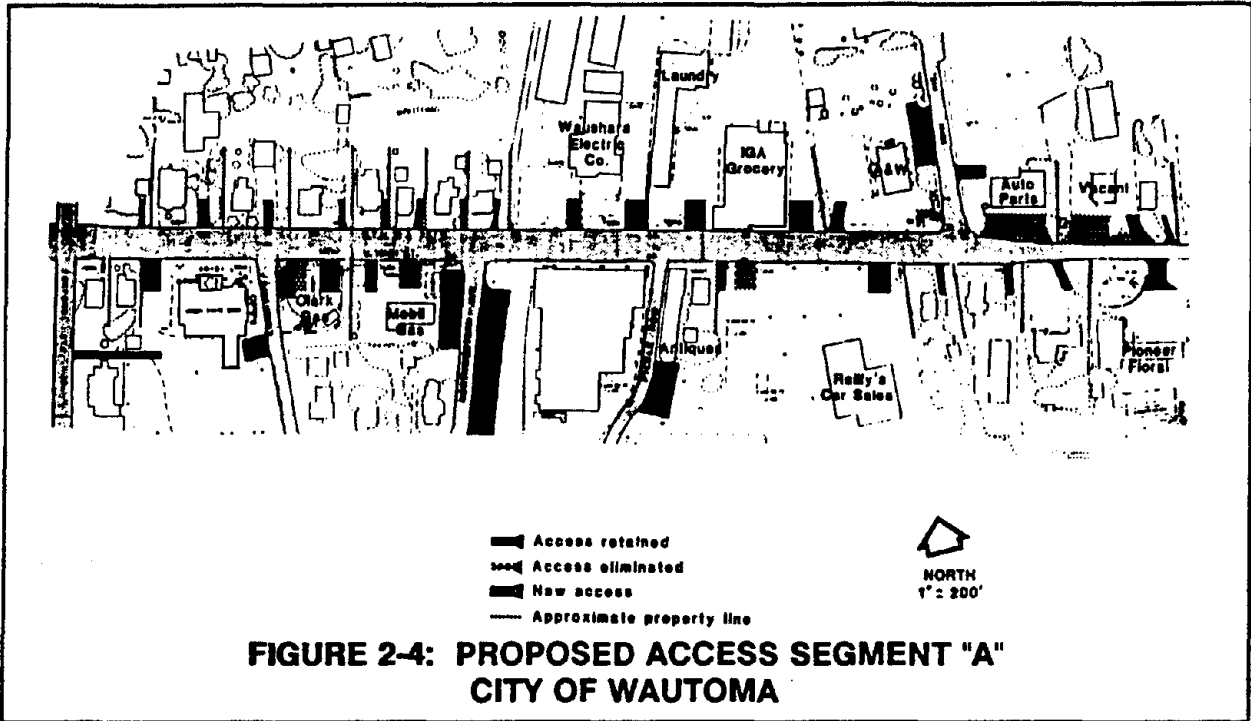 Laundry
Waushara
Electric
Co.
IGA
Grocery
G&W
Auto
Parts
Vacant
Clark
Gas
Mobil
Gas
Antiques
Reilly's
Car Sales
Pioneer
Floral
Access retained
Access eliminated
New access
Approximate property line
NORTH
1" = 200'
FIGURE 2-4: PROPOSED ACCESS SEGMENT "A"
CITY OF WAUTOMA